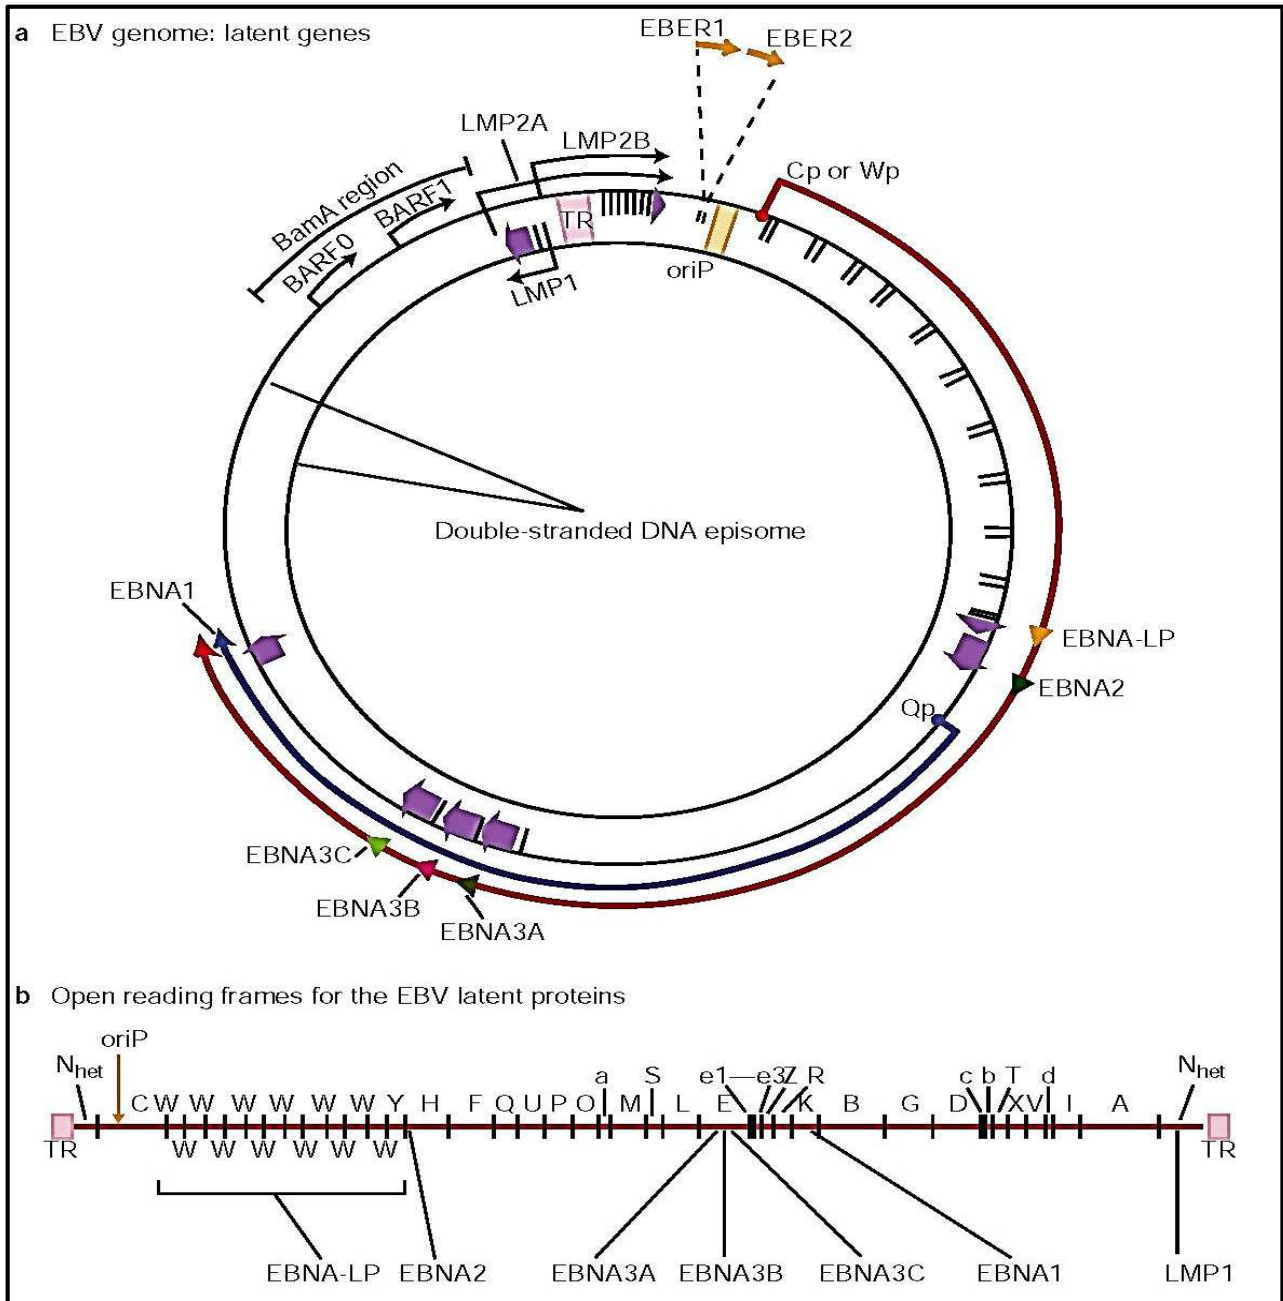 a EBV genome: latent genes
EBER1
EBER2
LMP2A
LMP2B
Cp or Wp
BamA region
BARF1
BARF0
TR
oriP
LMP1
Double-stranded DNA episome
EBNA1
EBNA-LP
EBNA2
Qp
EBNA3C
EBNA3B
EBNA3A
b Open reading frames for the EBV latent proteins
oriP
Nhet
a S e1—e3 Z R c b T d
Nhet
C W W W W W W Y H F Q U P O M L E K B G D X V I A
TR W W W W W W TR
EBNA-LP EBNA2 EBNA3A EBNA3B EBNA3C EBNA1 LMP1